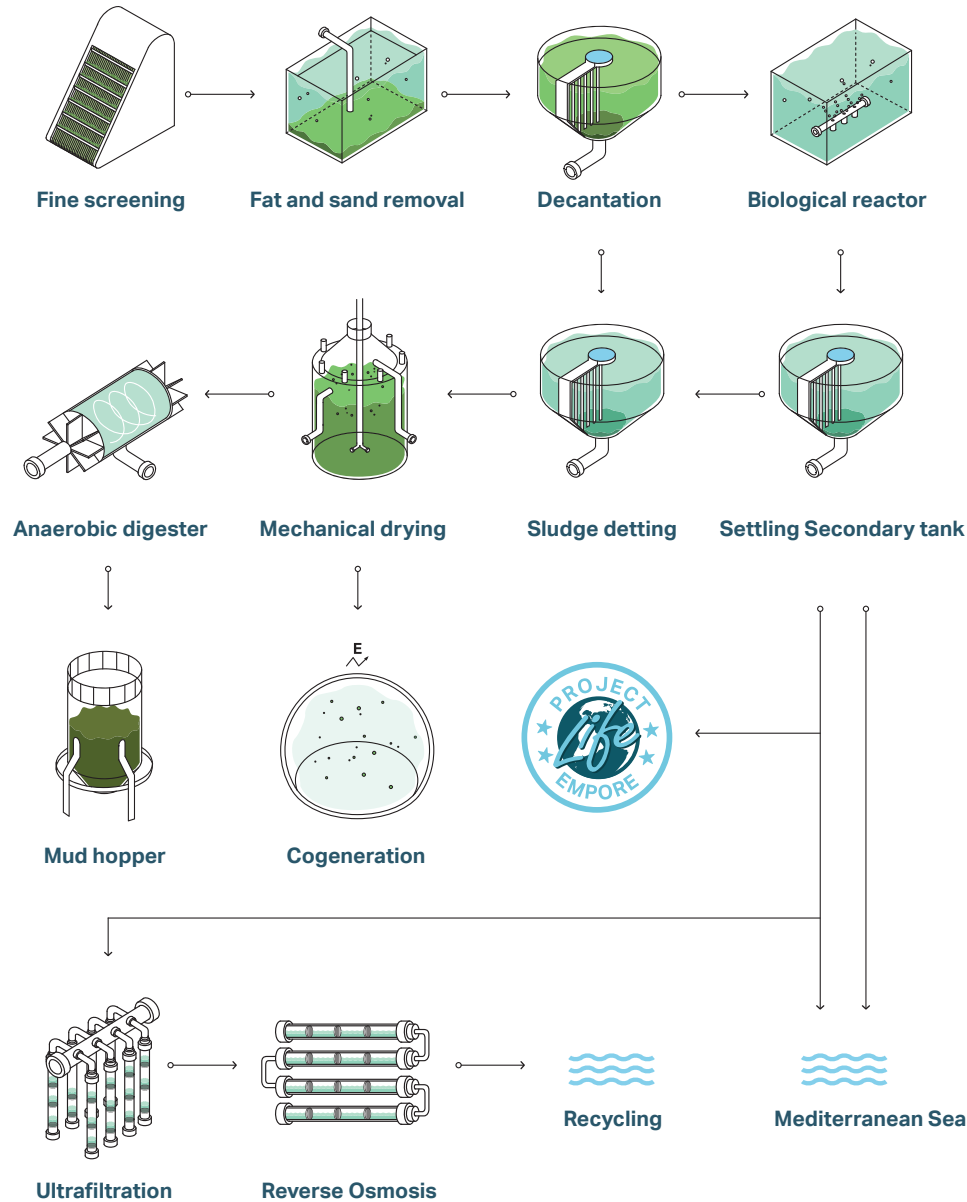 Fine screening
Fat and sand removal
Decantation
Biological reactor
Anaerobic digester
Mechanical drying
Sludge detting
Settling Secondary tank
E
PROJECT
Life
EMPORE
Mud hopper
Cogeneration
Recycling
Mediterranean Sea
Ultrafiltration
Reverse Osmosis